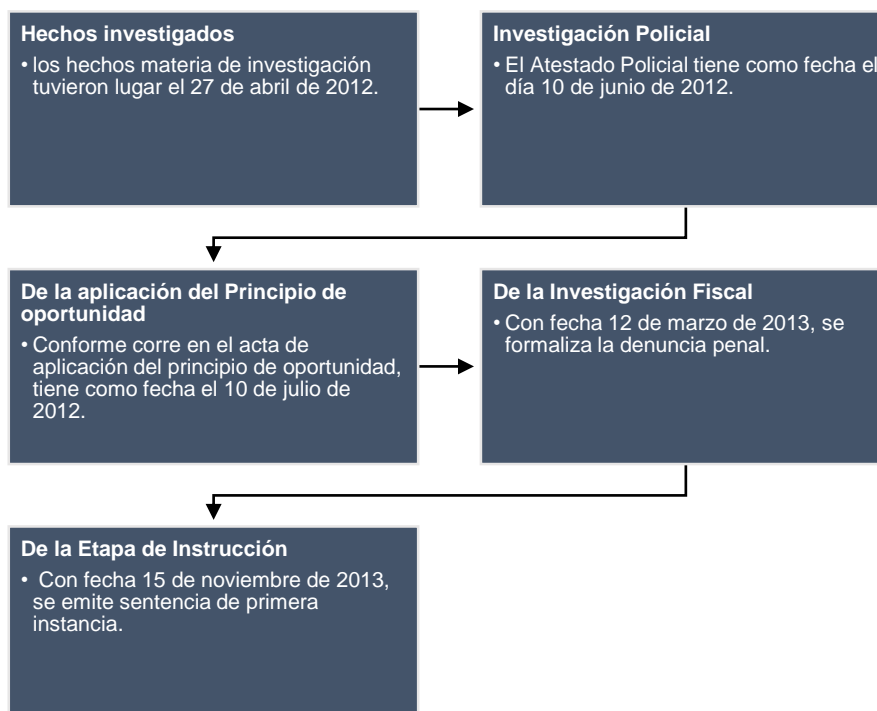 Hechos investigados
• los hechos materia de investigación
tuvieron lugar el 27 de abril de 2012.
Investigación Policial
• El Atestado Policial tiene como fecha el
día 10 de junio de 2012.
De la aplicación del Principio de
oportunidad
• Conforme corre en el acta de
aplicación del principio de oportunidad,
tiene como fecha el 10 de julio de
2012.
De la Investigación Fiscal
• Con fecha 12 de marzo de 2013, se
formaliza la denuncia penal.
De la Etapa de Instrucción
• Con fecha 15 de noviembre de 2013,
se emite sentencia de primera
instancia.